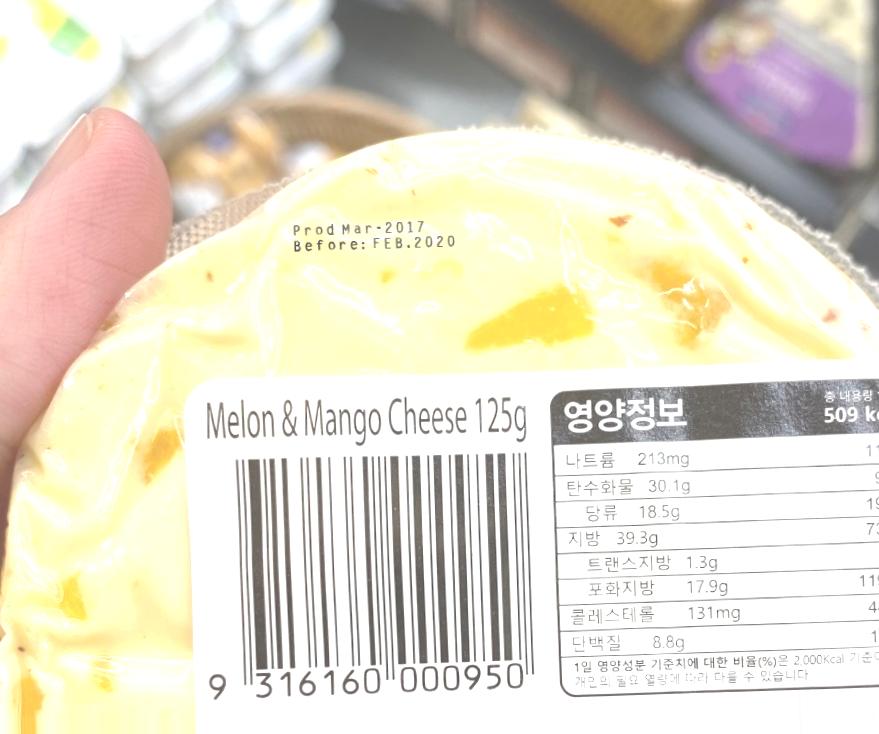 Prod Mar-2017
Before: FEB.2020
Melon & Mango Cheese 125g
9 316160 000950
영양정보
총 내용량
509
나트륨 213mg
탄수화물 30.1g
당류 18.5g
지방 39.3g
트랜스지방 1.3g
포화지방 17.9g
콜레스테롤 131mg
단백질 8.8g
1일 영양성분 기준치에 대한 비율(%)은 2,000Kcal
개인의 필요 열량에 따라 다를 수 있습니다